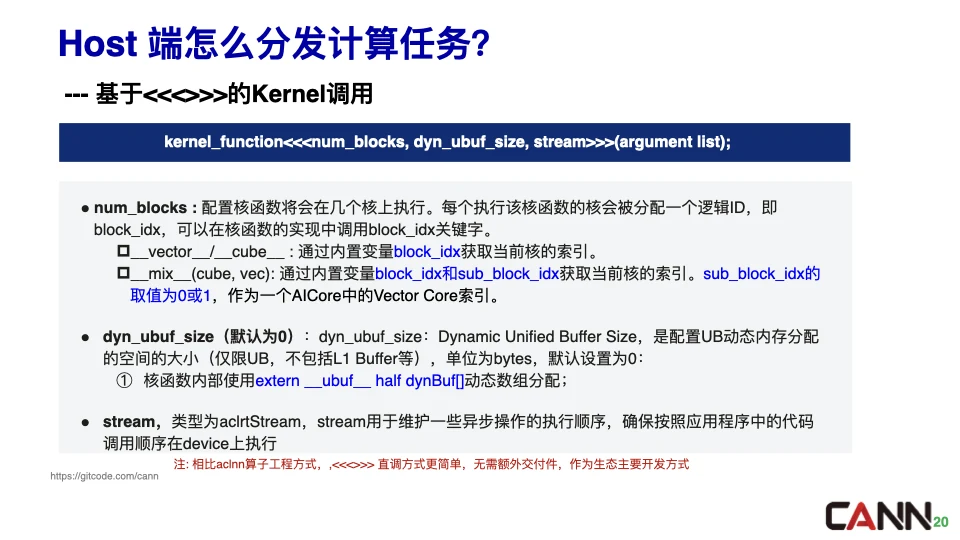 Host 端怎么分发计算任务?
--- 基于<<<>>>的Kernel调用
kernel_function<<<num_blocks, dyn_ubuf_size, stream>>>(argument list);
● num_blocks : 配置核函数将会在几个核上执行。每个执行该核函数的核会被分配一个逻辑ID，即
block_idx，可以在核函数的实现中调用block_idx关键字。
__vector__/__cube__ : 通过内置变量block_idx获取当前核的索引。
__mix__(cube, vec): 通过内置变量block_idx和sub_block_idx获取当前核的索引。sub_block_idx的
取值为0或1，作为一个AICore中的Vector Core索引。
● dyn_ubuf_size（默认为0）：dyn_ubuf_size：Dynamic Unified Buffer Size，是配置UB动态内存分配
的空间的大小（仅限UB，不包括L1 Buffer等），单位为bytes，默认设置为0：
① 核函数内部使用extern __ubuf__ half dynBuf[]动态数组分配；
● stream，类型为aclrtStream，stream用于维护一些异步操作的执行顺序，确保按照应用程序中的代码
调用顺序在device上执行
注: 相比aclnn算子工程方式，,<<<>>> 直调方式更简单，无需额外交付件，作为生态主要开发方式
https://gitcode.com/cann
CANN 20